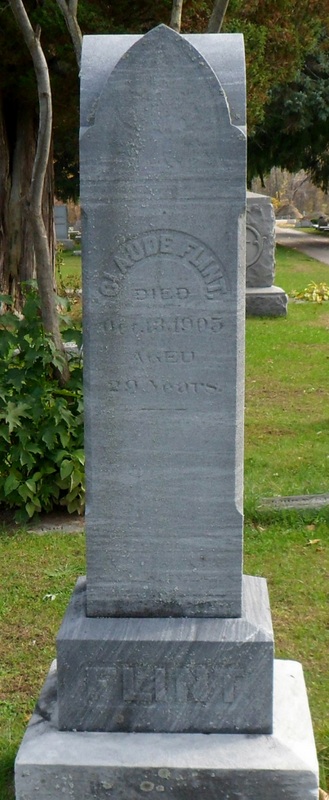 CLAUDE FLINT
DIED
Oct. 13, 1905
AGED
29 Years.
FLINT